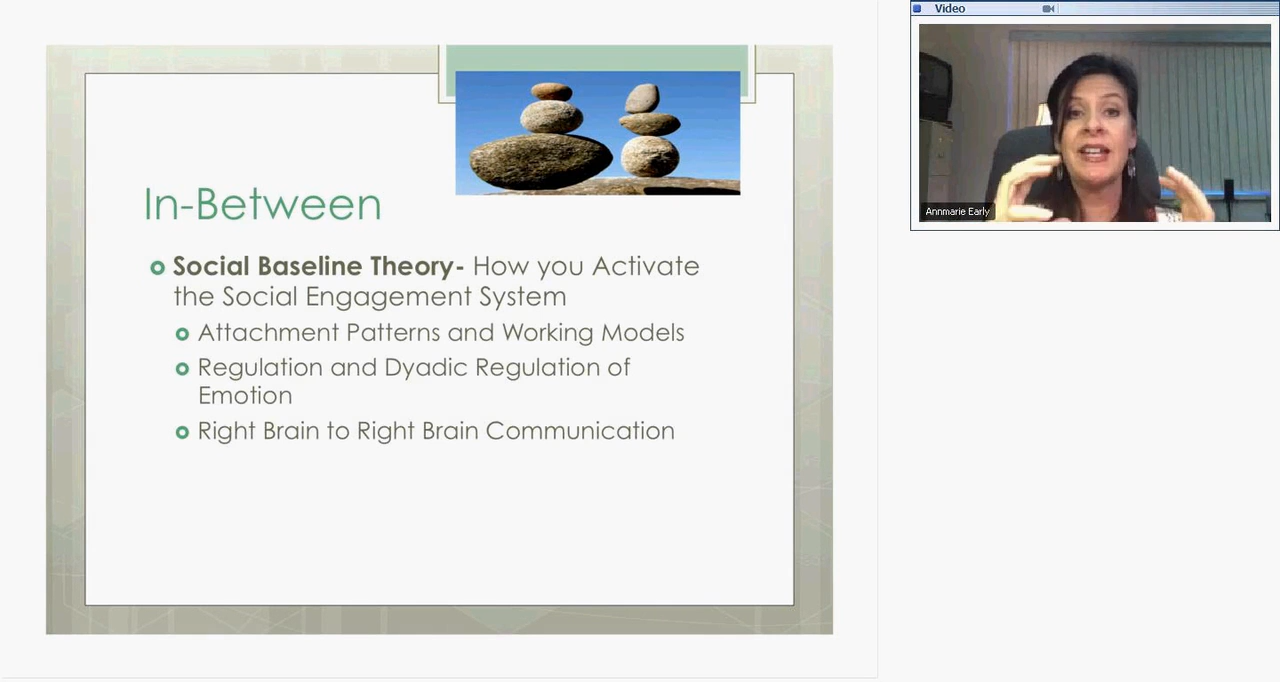 Video
Annmarie Early
In-Between
Social Baseline Theory- How you Activate
the Social Engagement System
Attachment Patterns and Working Models
Regulation and Dyadic Regulation of
Emotion
Right Brain to Right Brain Communication